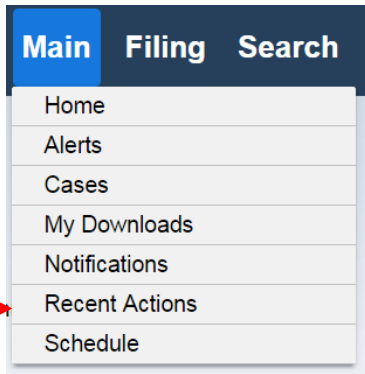 Main Filing Search
Home
Alerts
Cases
My Downloads
Notifications
Recent Actions
Schedule